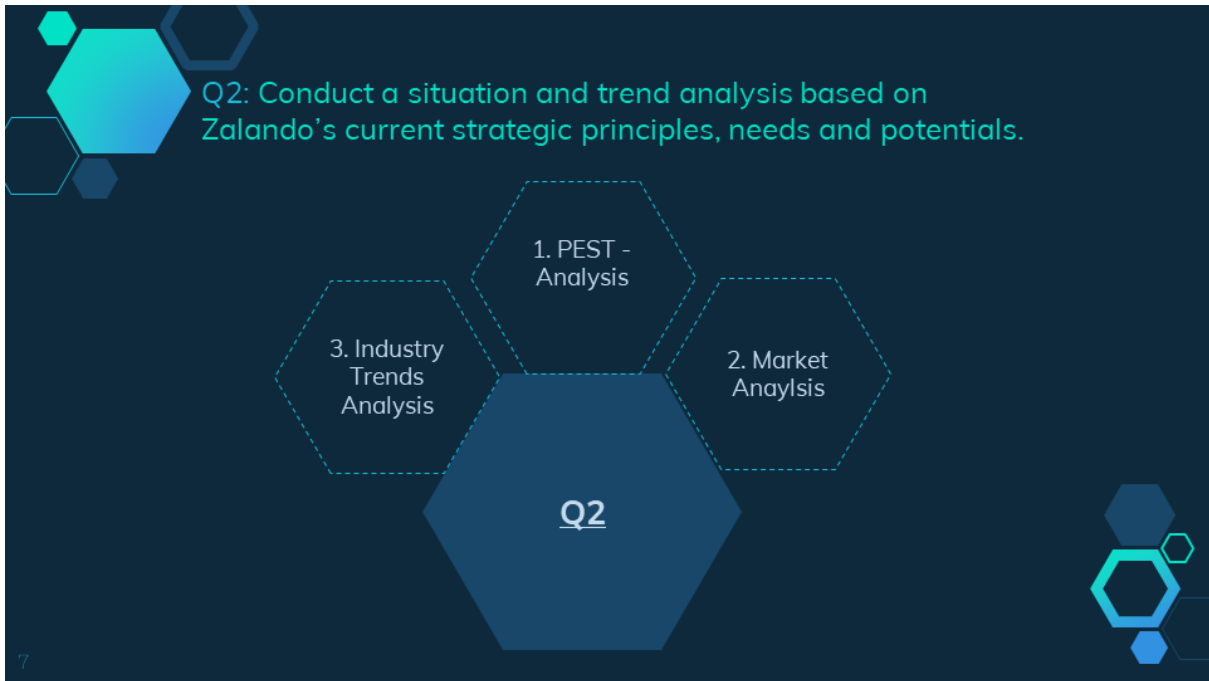 Q2: Conduct a situation and trend analysis based on
Zalando’s current strategic principles, needs and potentials.
1. PEST -
Analysis
2. Market
Anaylsis
3. Industry
Trends
Analysis
Q2
7